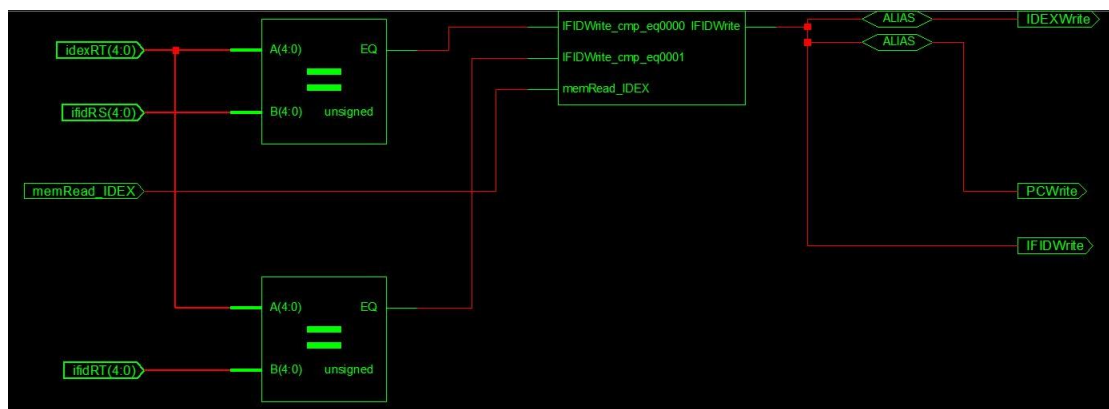 ALIAS
IDEXWrite
IFIDWrite_cmp_eq0000 IFIDWrite
idexRT(4:0)
A(4:0) EQ
ALIAS
IFIDWrite_cmp_eq0001
memRead_IDEX
ifidRS(4:0)
B(4:0) unsigned
memRead_IDEX
PCWrite
IFIDWrite
A(4:0) EQ
ifidRT(4:0)
B(4:0) unsigned